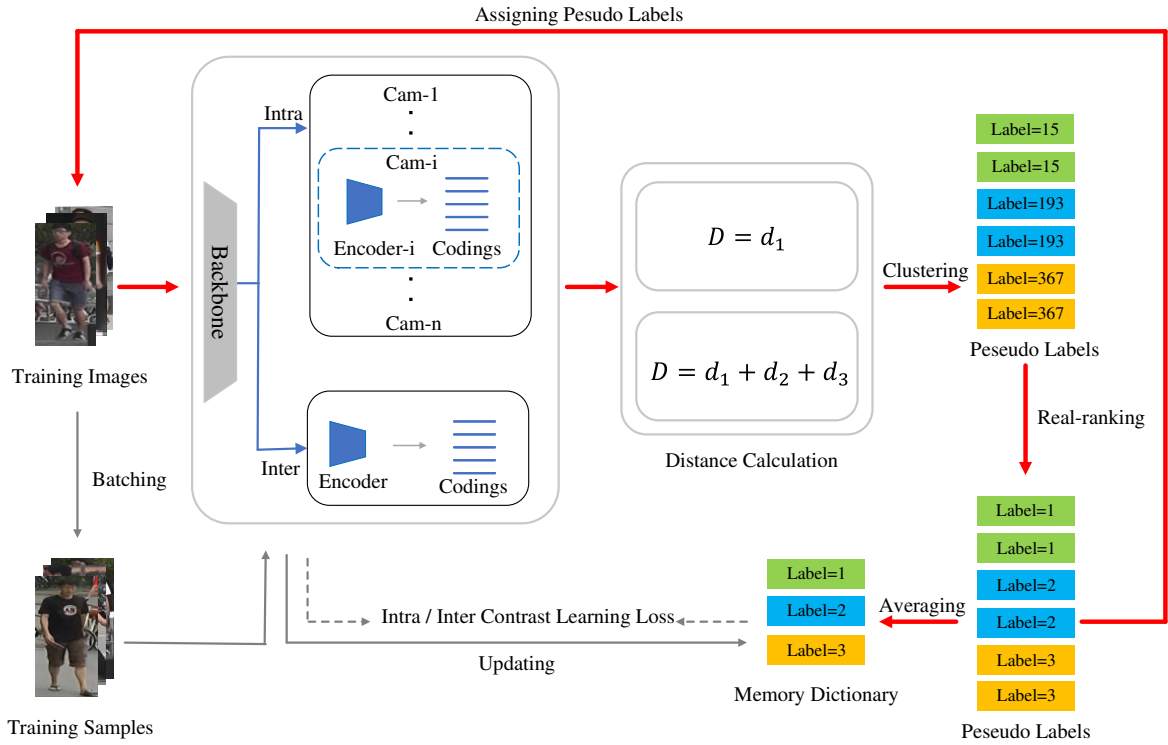 Assigning Pesudo Labels
Cam-1
Intra
Cam-i
Encoder-i
Codings
Cam-n
Backbone
Inter
Encoder
Codings
Training Images
Batching
Training Samples
D = d₁
D = d₁ + d₂ + d₃
Distance Calculation
Clustering
Label=15
Label=15
Label=193
Label=193
Label=367
Label=367
Peseudo Labels
Real-ranking
Label=1
Label=1
Label=2
Label=2
Label=3
Label=3
Peseudo Labels
Averaging
Label=1
Label=2
Label=3
Memory Dictionary
Intra / Inter Contrast Learning Loss
Updating